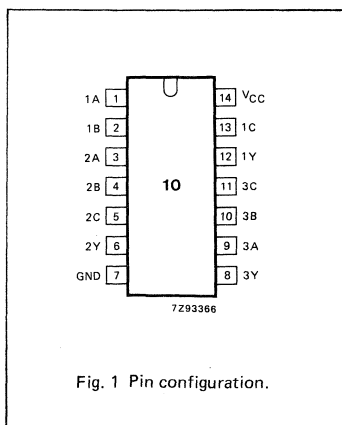 1A 1 14 VCC
1B 2 13 1C
2A 3 12 1Y
2B 4 10 11 3C
2C 5 10 3B
2Y 6 9 3A
GND 7 8 3Y
7Z93366
Fig. 1 Pin configuration.